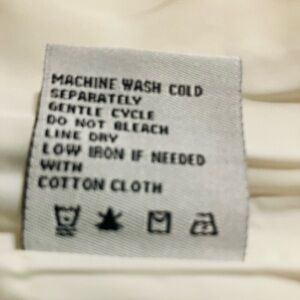 MACHINE WASH COLD
SEPARATELY
GENTLE CYCLE
DO NOT BLEACH
LINE DRY
LOW IRON IF NEEDED
WITH
COTTON CLOTH